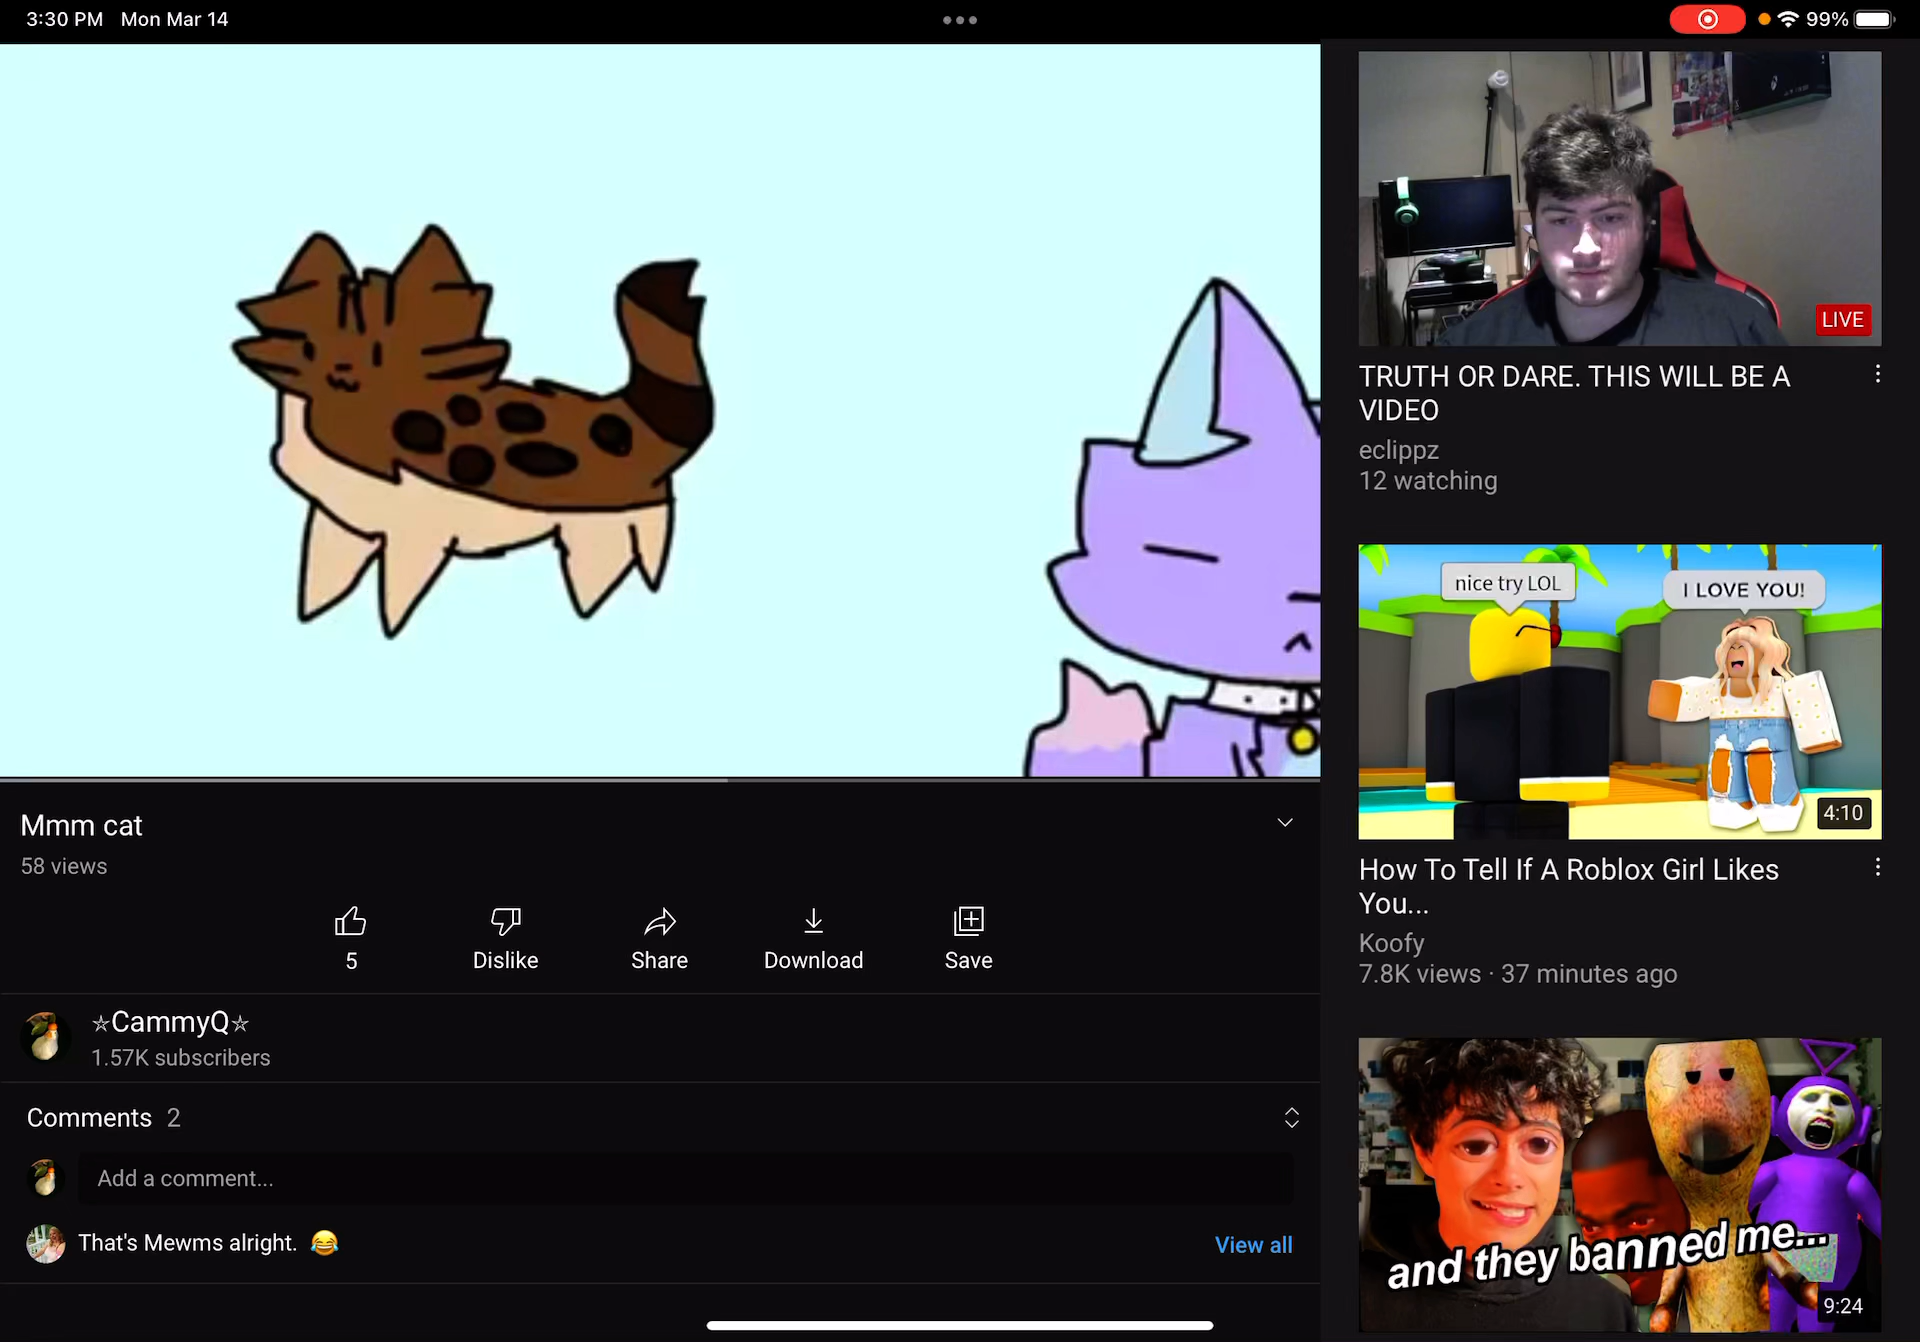 3:30 PM Mon Mar 14
99%
Mmm cat
58 views
5
Dislike
Share
Download
Save
☆CammyQ☆
1.57K subscribers
Comments 2
Add a comment...
That's Mewms alright. 😂
View all
LIVE
TRUTH OR DARE. THIS WILL BE A
VIDEO
eclippz
12 watching
nice try LOL
I LOVE YOU!
4:10
How To Tell If A Roblox Girl Likes
You...
Koofy
7.8K views · 37 minutes ago
and they banned me...
9:24